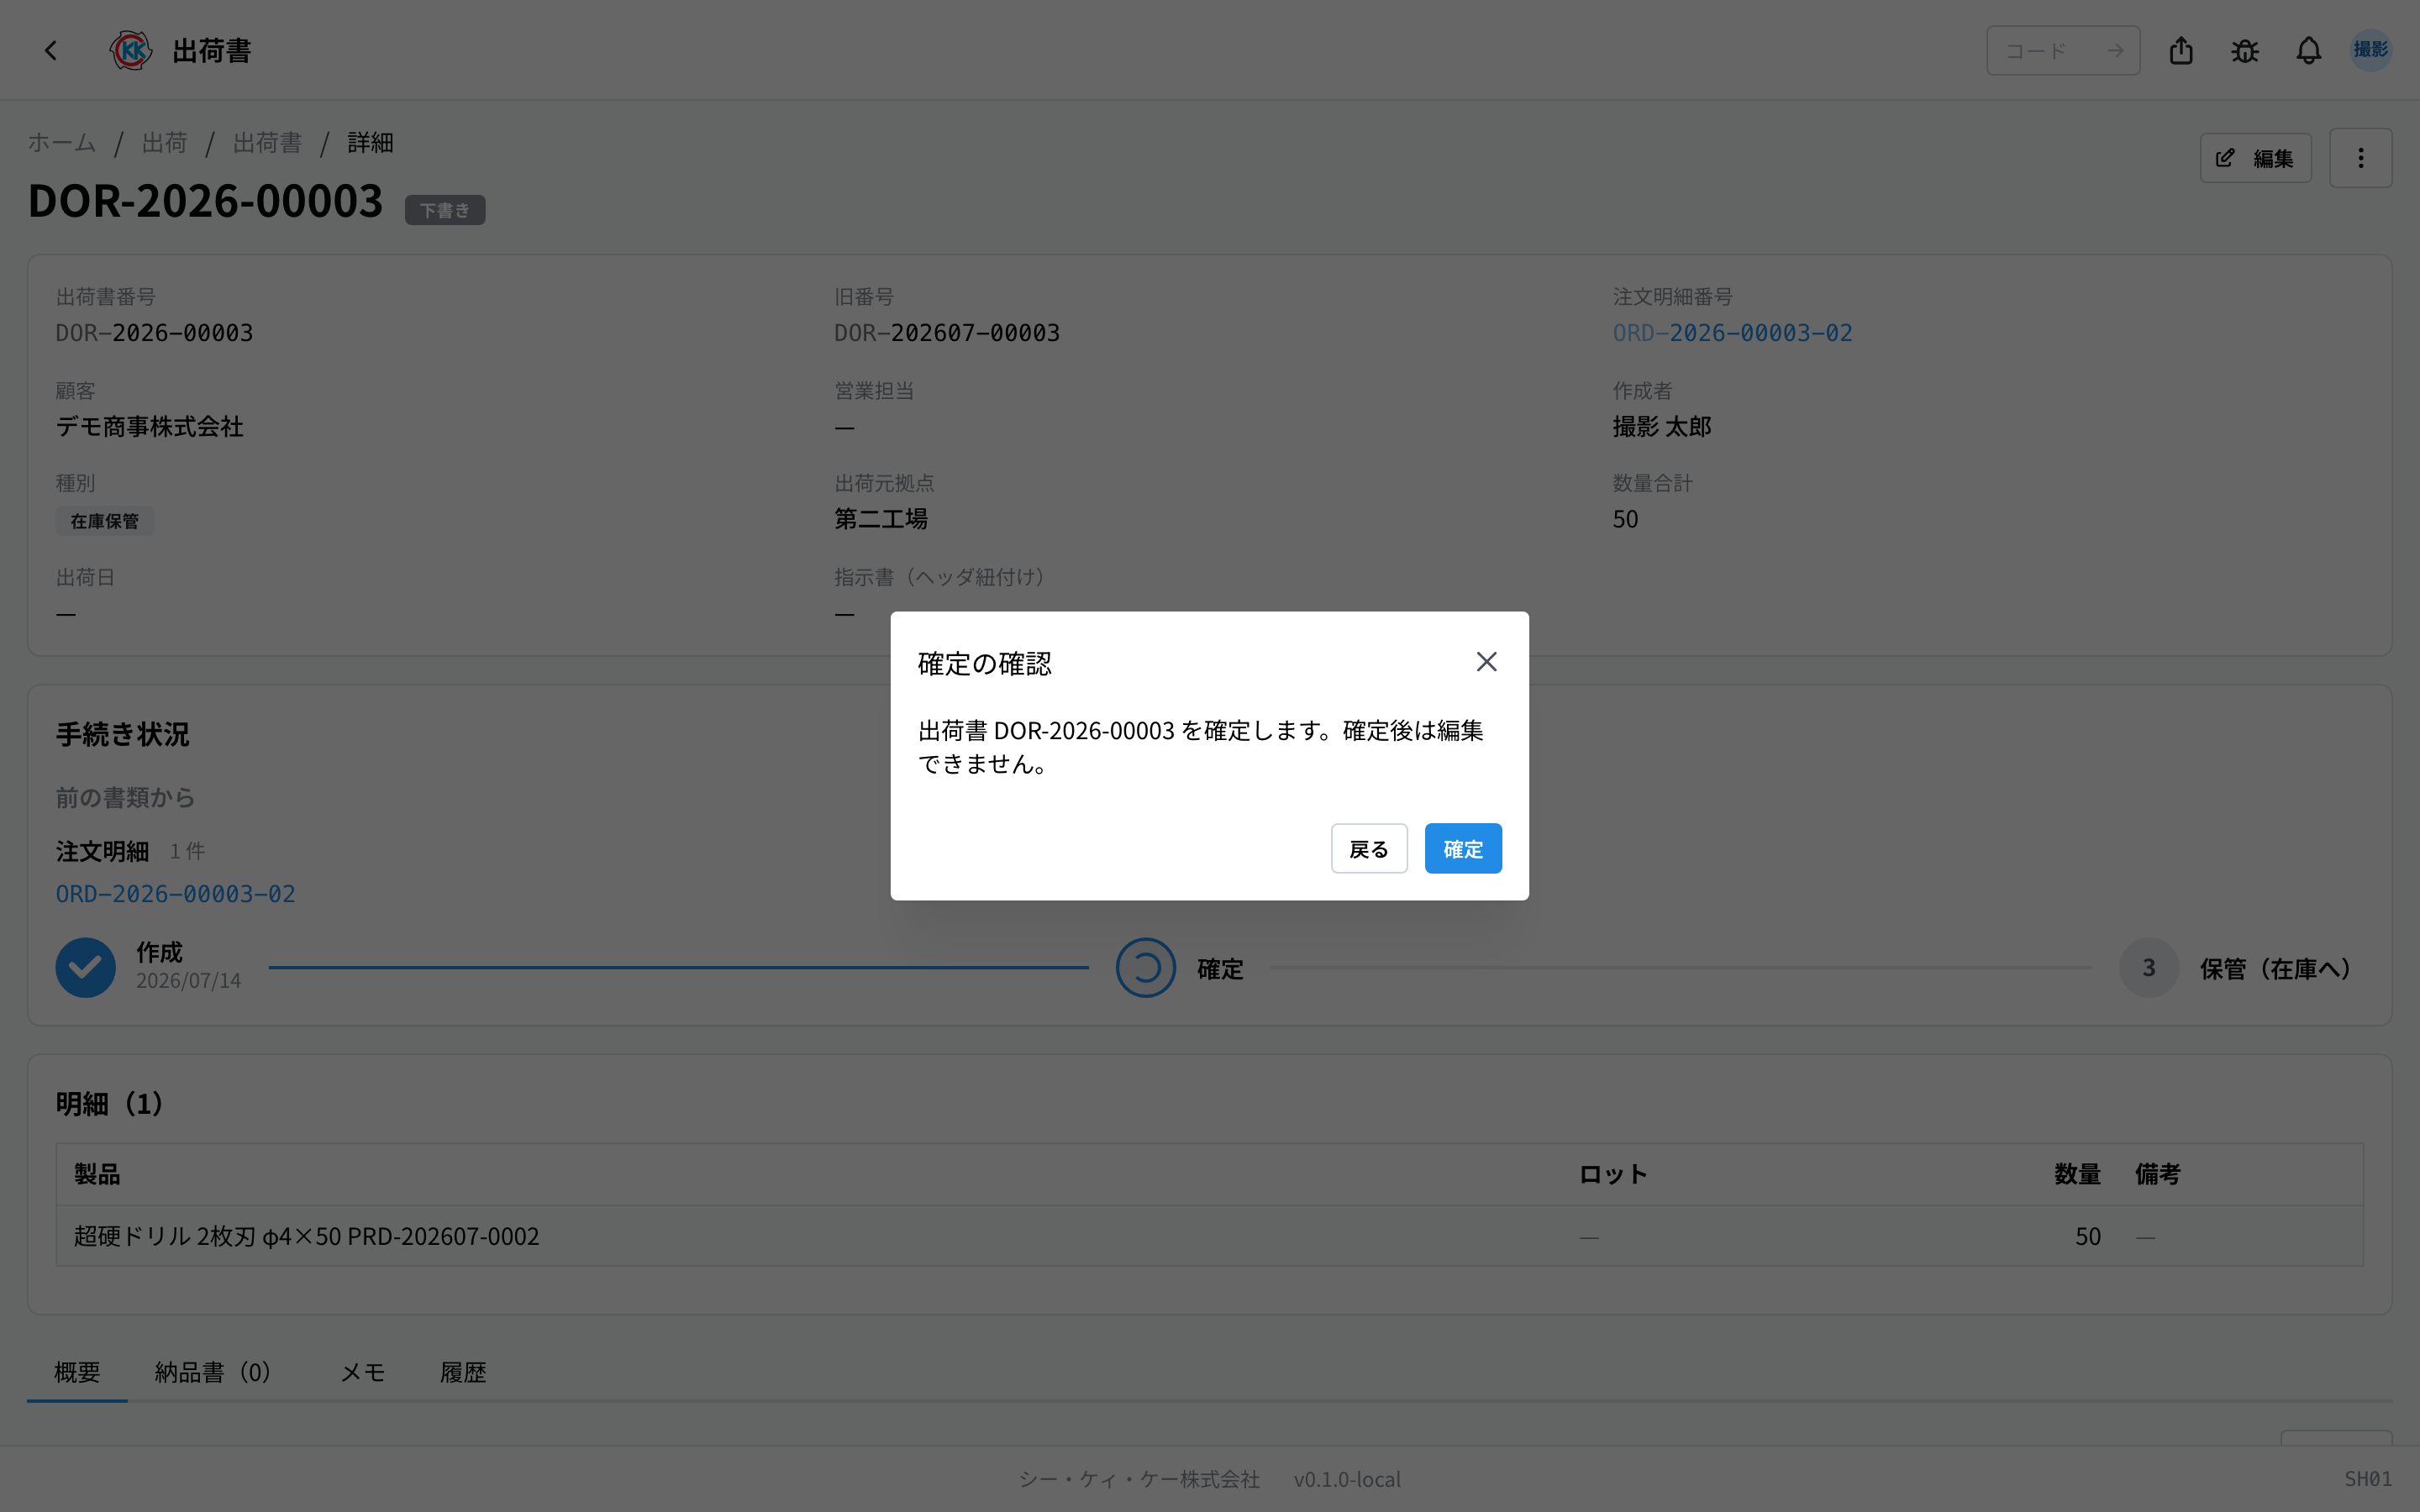 CKK 出荷書
コード
撮影
ホーム / 出荷 / 出荷書 / 詳細
編集
DOR-2026-00003 下書き
出荷書番号
DOR-2026-00003
旧番号
DOR-202607-00003
注文明細番号
ORD-2026-00003-02
顧客
デモ商事株式会社
営業担当
—
作成者
撮影 太郎
種別
在庫保管
出荷元拠点
第二工場
数量合計
50
出荷日
—
指示書（ヘッダ紐付け）
—
確定の確認
出荷書 DOR-2026-00003 を確定します。確定後は編集
できません。
戻る 確定
手続き状況
前の書類から
注文明細 1 件
ORD-2026-00003-02
作成
2026/07/14
確定
3 保管（在庫へ）
明細（1）
製品 ロット 数量 備考
超硬ドリル 2枚刃 φ4×50 PRD-202607-0002 — 50 —
概要 納品書（0） メモ 履歴
シー・ケィ・ケー株式会社 v0.1.0-local SH01